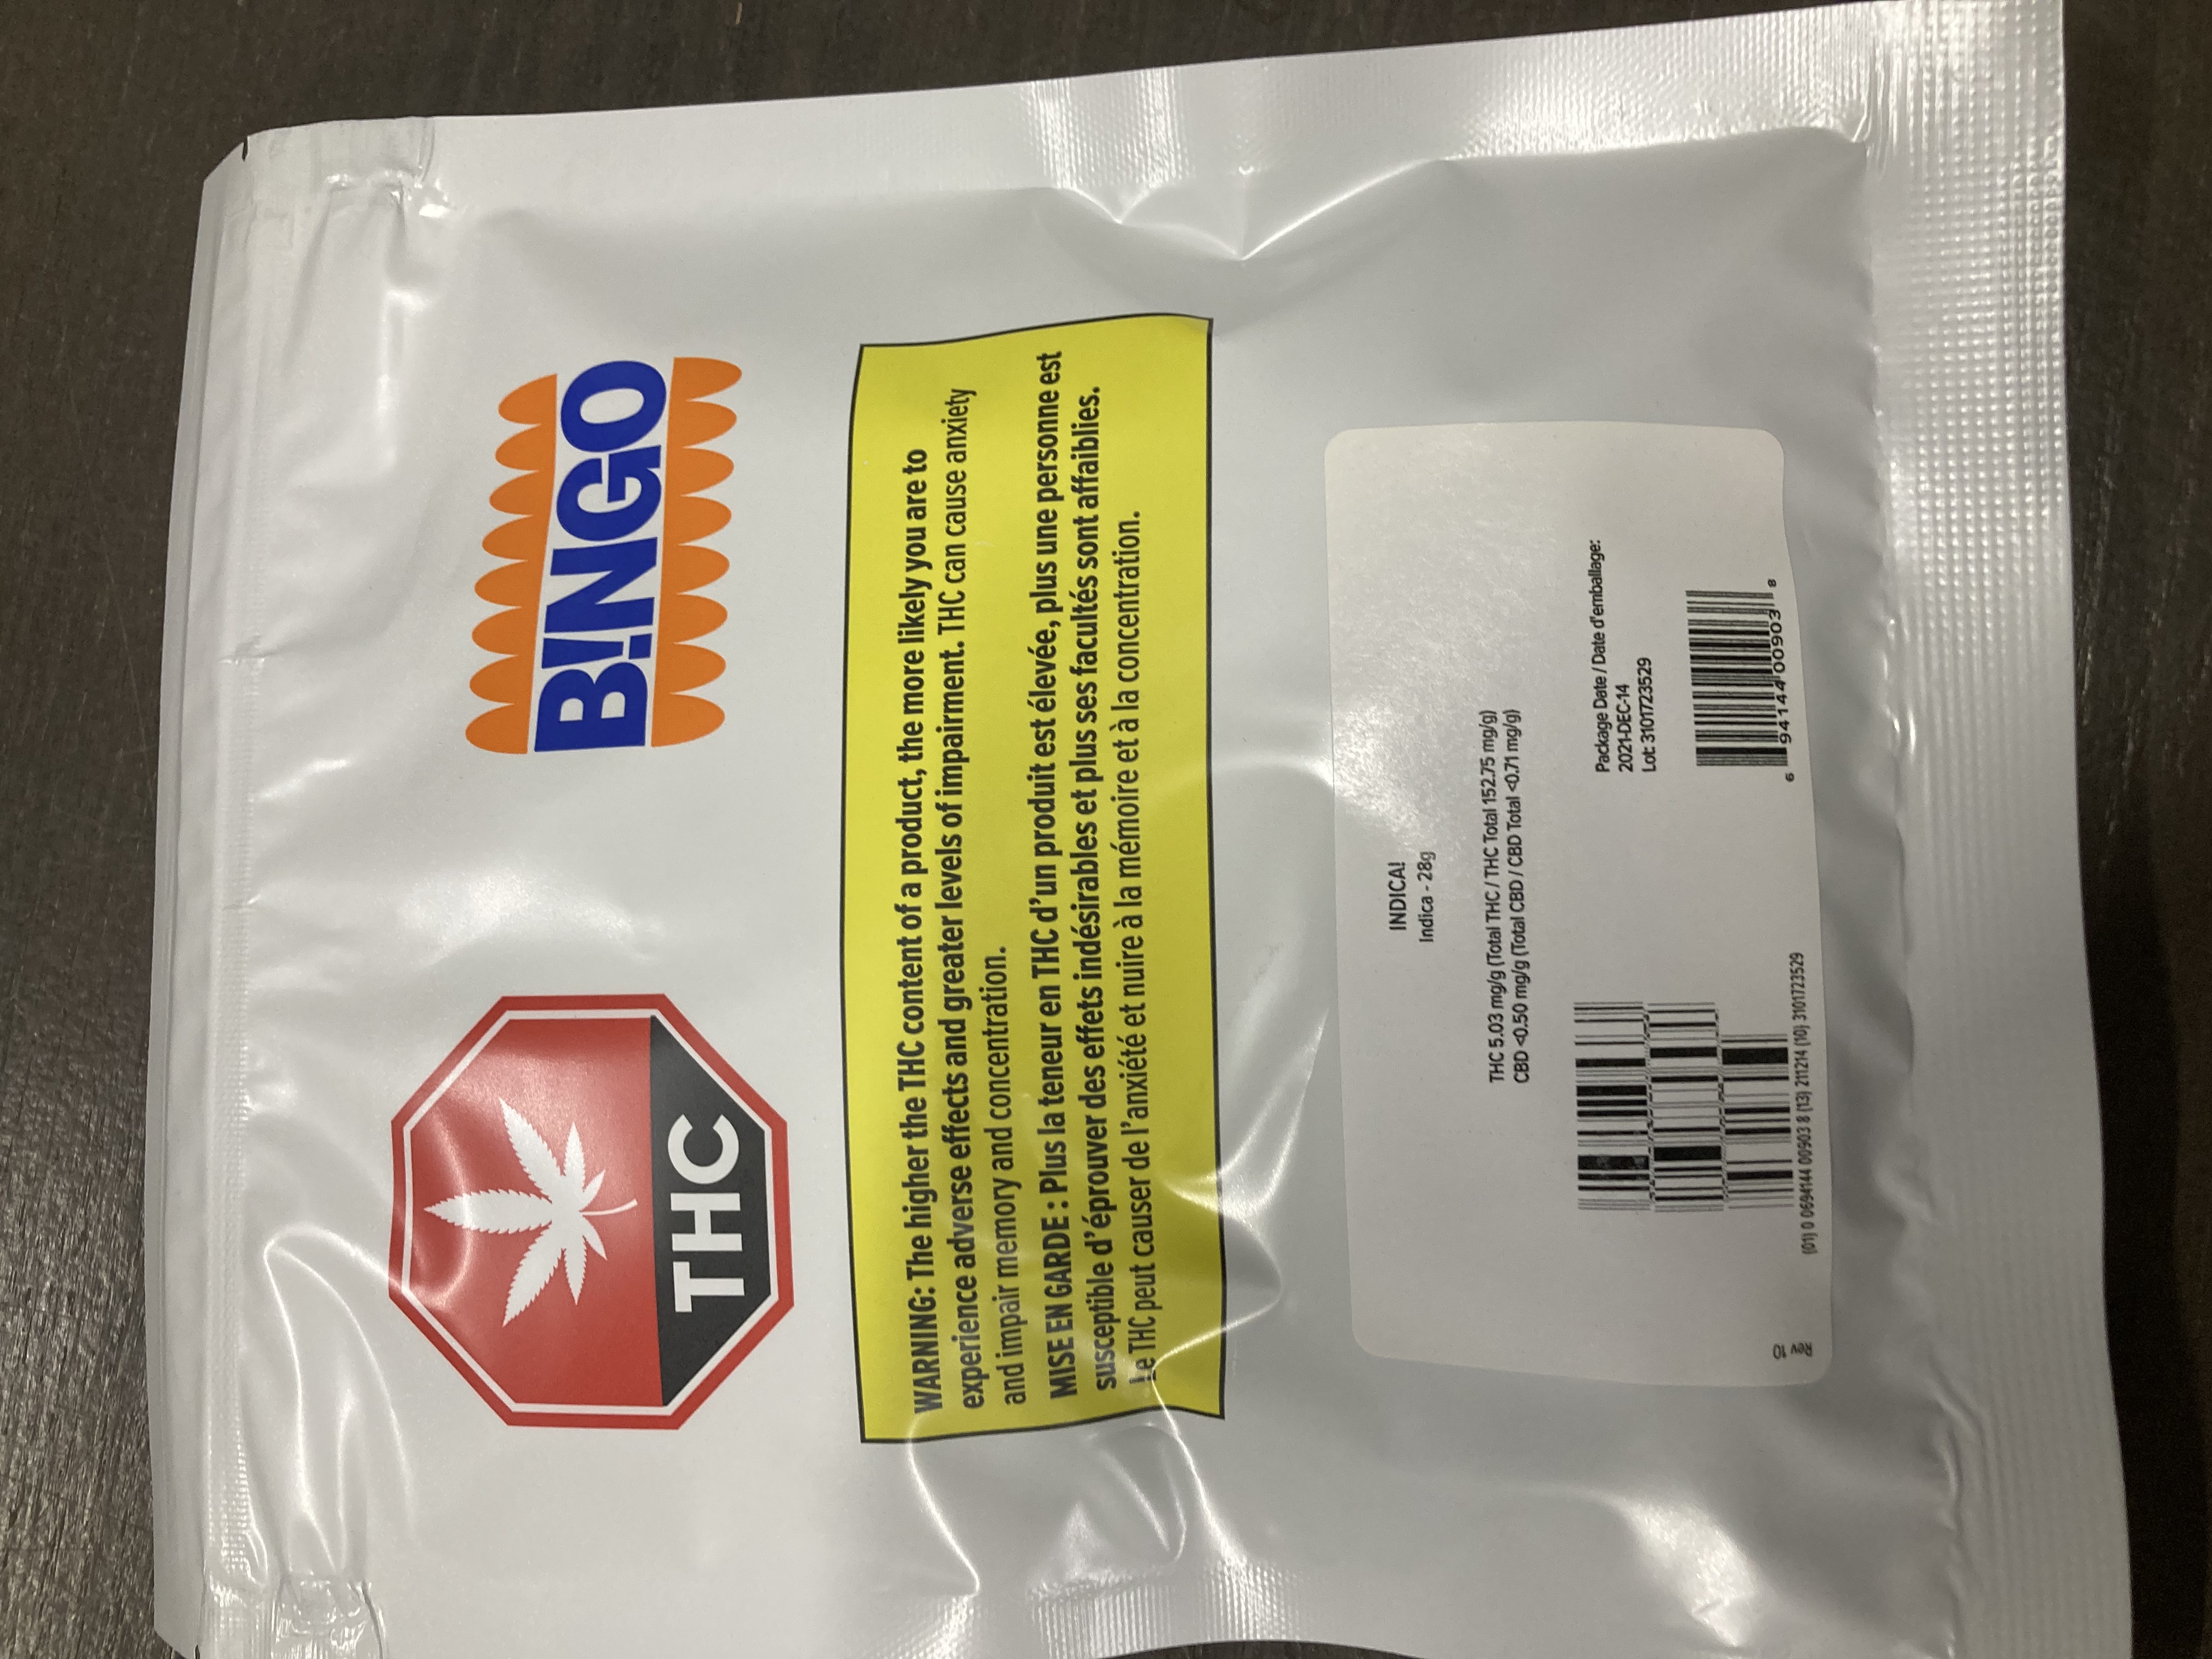 THC
B!NGO
WARNING: The higher the THC content of a product, the more likely you are to
experience adverse effects and greater levels of impairment. THC can cause anxiety
and impair memory and concentration.
MISE EN GARDE : Plus la teneur en THC d'un produit est élevée, plus une personne est
susceptible d'éprouver des effets indésirables et plus ses facultés sont affaiblies.
Le THC peut causer de l'anxiété et nuire à la mémoire et à la concentration.
INDICA!
Indica - 28g
THC 5.03 mg/g (Total THC / THC Total 152.75 mg/g)
CBD <0.50 mg/g (Total CBD / CBD Total <0.71 mg/g)
Package Date / Date d'emballage:
2021-DEC-14
Lot: 3101723529
Rev 10
(01) 0 0694144 00903 8 (13) 211214 (10) 3101723529
6 94144 00903 8